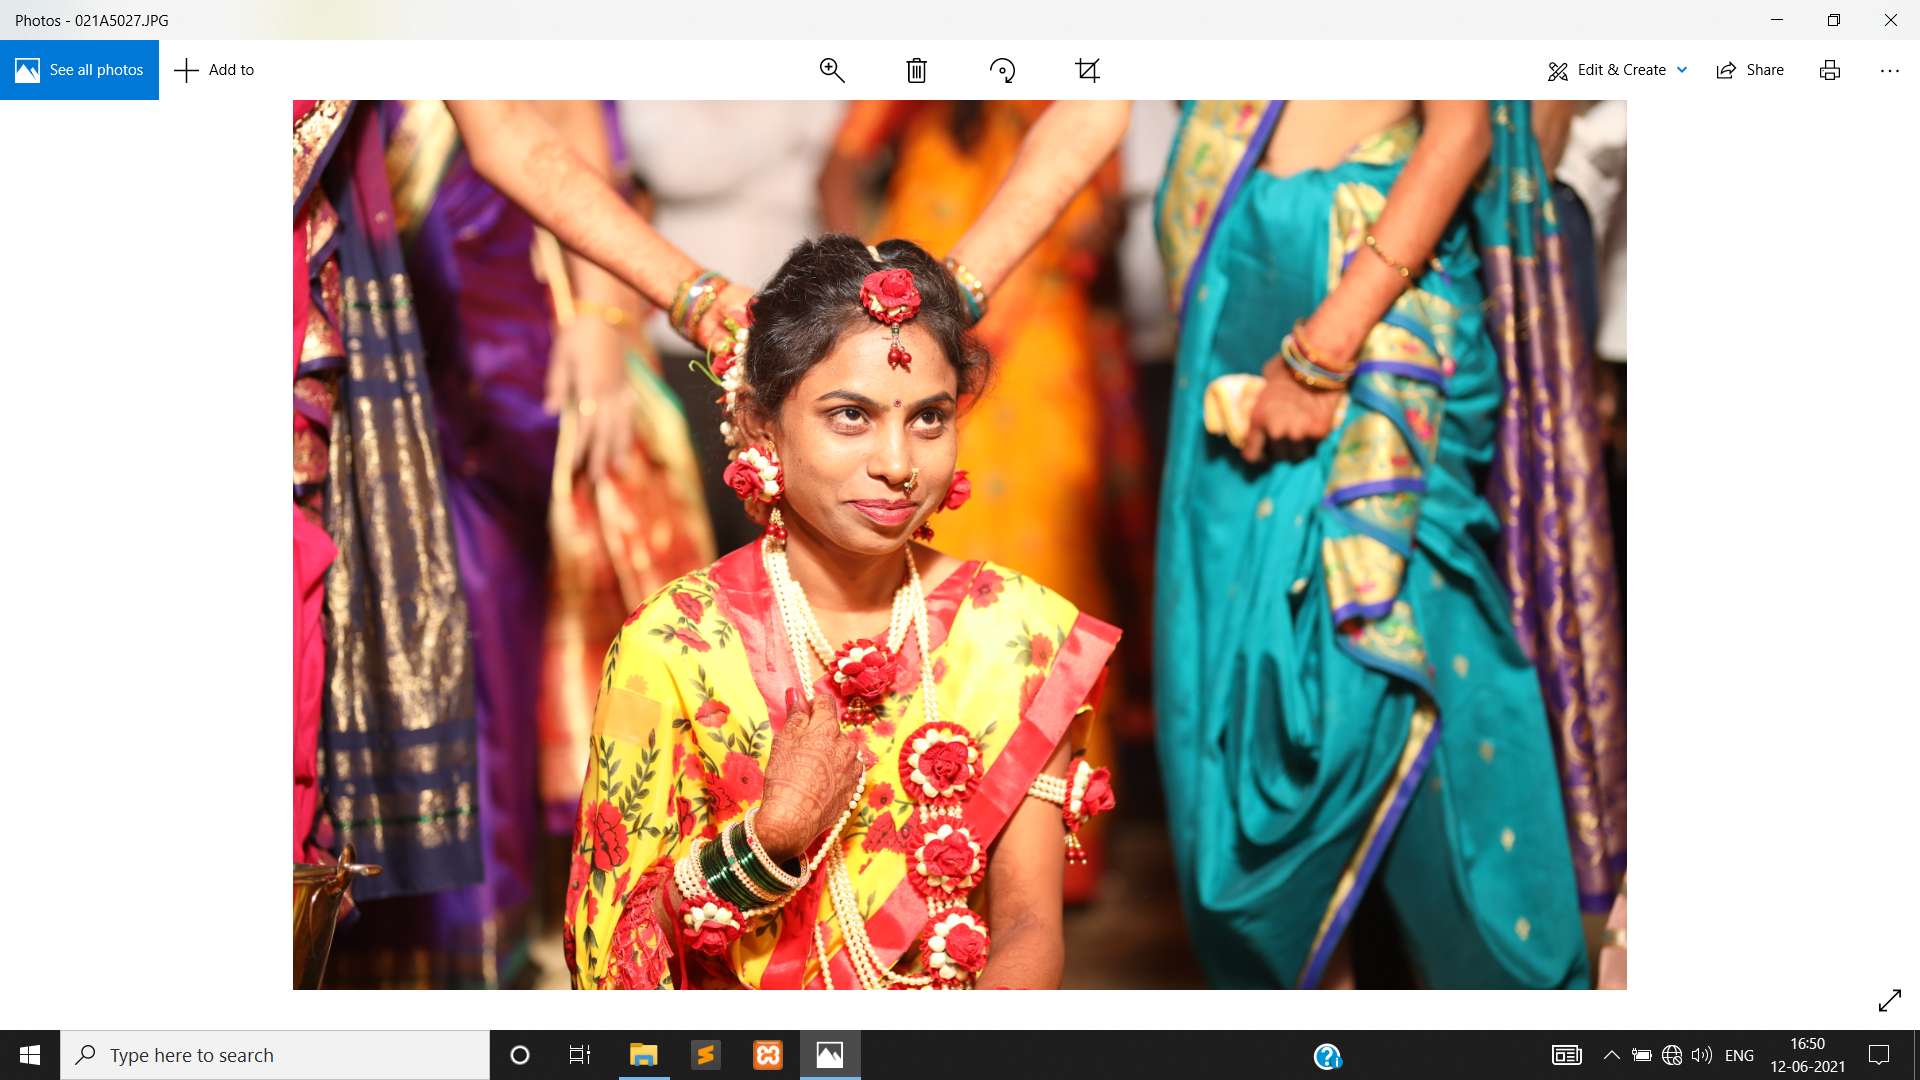 Photos - 021A5027.JPG
See all photos
Add to
Edit & Create
Share
Type here to search
ENG
16:50
12-06-2021